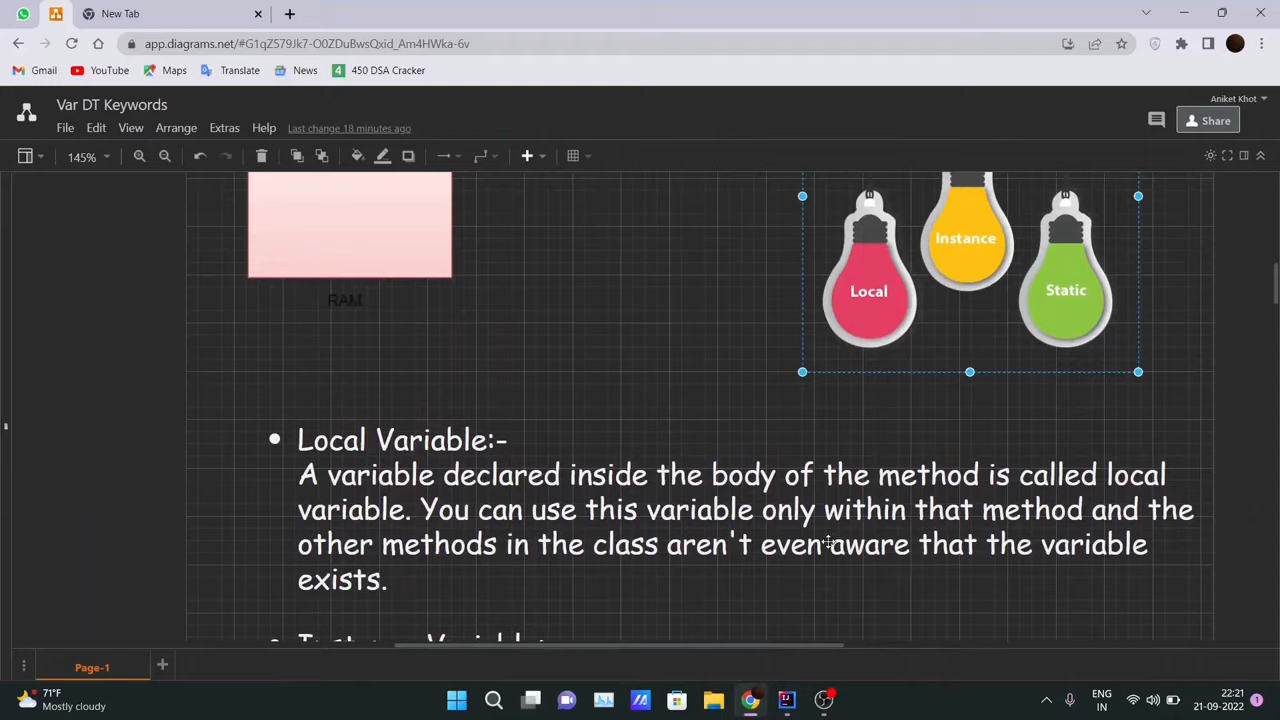 New Tab
app.diagrams.net/#G1qZ579Jk7-O0ZDuBwsQxid_Am4HWka-6v
Gmail YouTube Maps Translate News 4 450 DSA Cracker
Var DT Keywords
Aniket Khot
File Edit View Arrange Extras Help Last change 18 minutes ago
Share
145%
Instance
Local
Static
RAM
Local Variable:-
A variable declared inside the body of the method is called local
variable. You can use this variable only within that method and the
other methods in the class aren't even aware that the variable
exists.
Page-1
71°F
Mostly cloudy
ENG
IN
22:21
21-09-2022